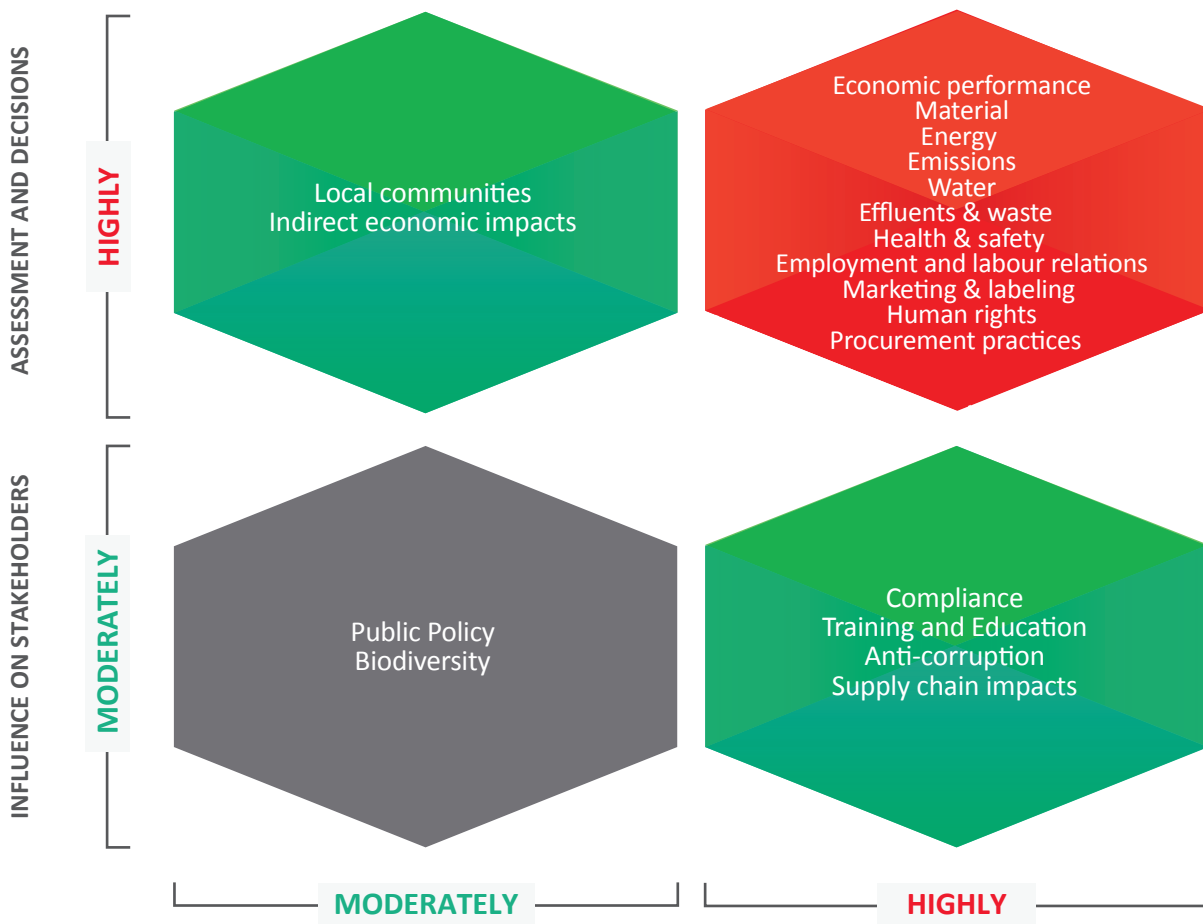 ASSESSMENT AND DECISIONS
HIGHLY
Local communities
Indirect economic impacts
Economic performance
Material
Energy
Emissions
Water
Effluents & waste
Health & safety
Employment and labour relations
Marketing & labeling
Human rights
Procurement practices
INFLUENCE ON STAKEHOLDERS
MODERATELY
Public Policy
Biodiversity
Compliance
Training and Education
Anti-corruption
Supply chain impacts
MODERATELY
HIGHLY